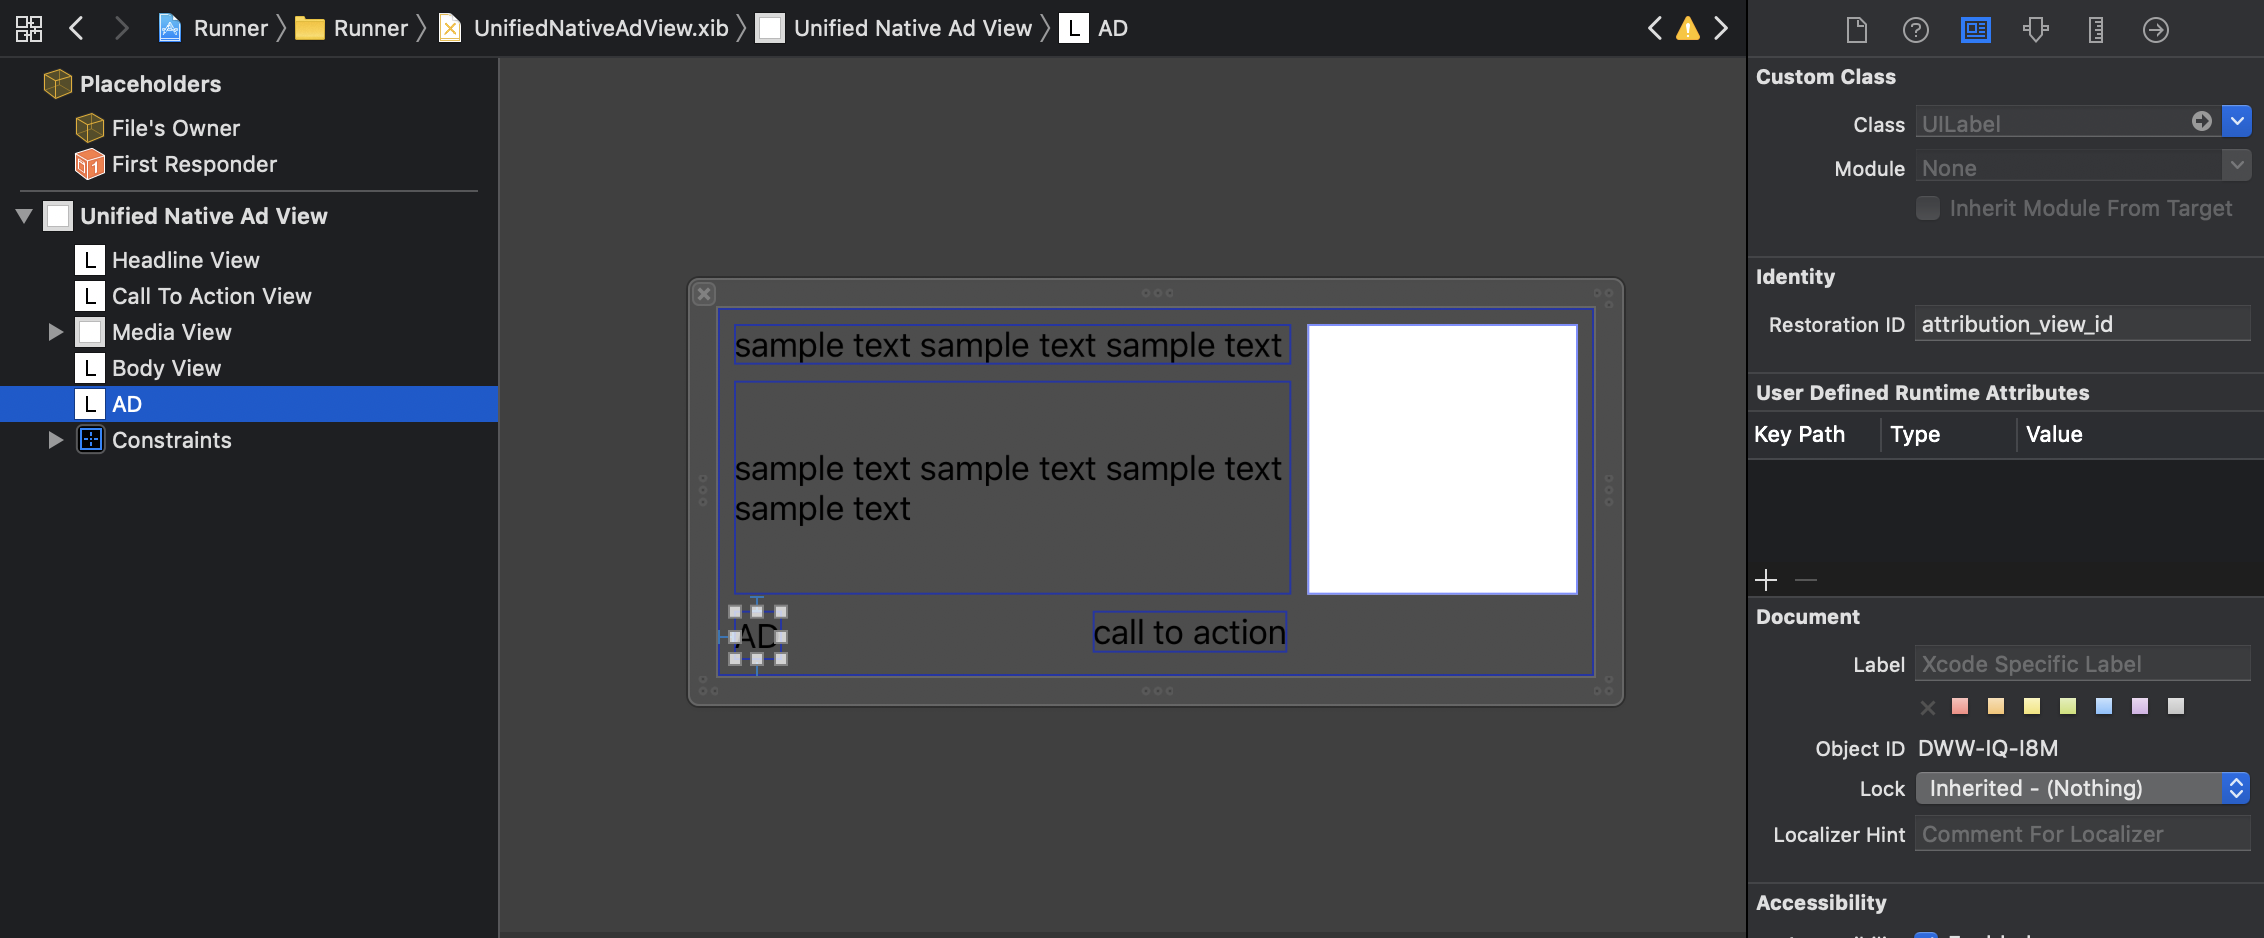 Runner
Runner
UnifiedNativeAdView.xib
Unified Native Ad View
L
AD
Placeholders
File's Owner
1
First Responder
Unified Native Ad View
L Headline View
L Call To Action View
Media View
L Body View
L AD
Constraints
sample text sample text sample text
sample text sample text sample text
sample text
AD
call to action
Custom Class
Class UILabel
Module None
Inherit Module From Target
Identity
Restoration ID attribution_view_id
User Defined Runtime Attributes
Key Path Type Value
Document
Label Xcode Specific Label
Object ID DWW-IQ-I8M
Lock Inherited - (Nothing)
Localizer Hint Comment For Localizer
Accessibility